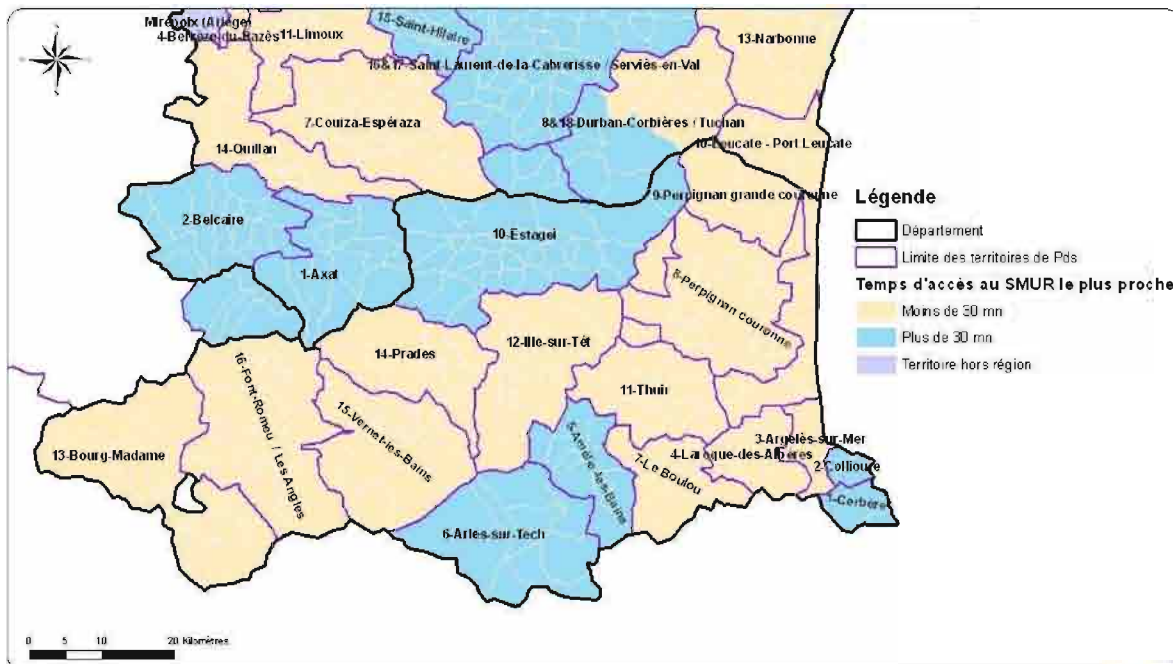 Mirepoix (Ariège)
4-Belvèze-du-Razès
11-Limoux
15-Saint-Hilaire
13-Narbonne
16&17-Saint-Laurent-de-la-Cabrerisse / Serviès-en-Val
7-Couiza-Espéraza
8&18-Durban-Corbières / Tuchan
14-Quillan
10-Leucate - Port Leucate
9-Perpignan grande couronne
2-Belcaire
10-Estagel
1-Axat
8-Perpignan couronne
12-Ille-sur-Têt
14-Prades
16-Font-Romeu / Les Angles
15-Vernet-les-Bains
11-Thuir
13-Bourg-Madame
5-Amélie-les-Bains
7-Le Boulou
4-Laroque-des-Albères
3-Argelès-sur-Mer
2-Collioure
1-Cerbère
6-Arles-sur-Tech
Légende
Département
Limite des territoires de Pds
Temps d'accès au SMUR le plus proche
Moins de 30 mn
Plus de 30 mn
Territoire hors région
0 5 10 20 Kilomètres